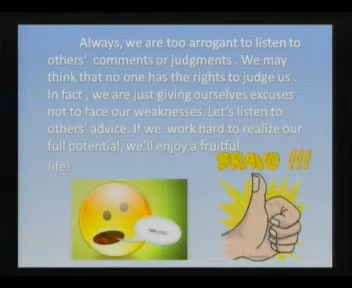 Always, we are too arrogant to listen to
others' comments or judgments . We may
think that no one has the rights to judge us .
In fact , we are just giving ourselves excuses
not to face our weaknesses. Let's listen to
others' advice. If we work hard to realize our
full potential, we'll enjoy a fruitful
life!
BRAVO !!!